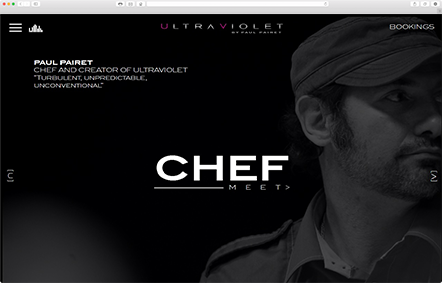 ULTRAVIOLET
BY PAUL PAIRET
BOOKINGS
PAUL PAIRET
CHEF AND CREATOR OF ULTRAVIOLET
"TURBULENT, UNPREDICTABLE,
UNCONVENTIONAL"
CHEF
MEET>